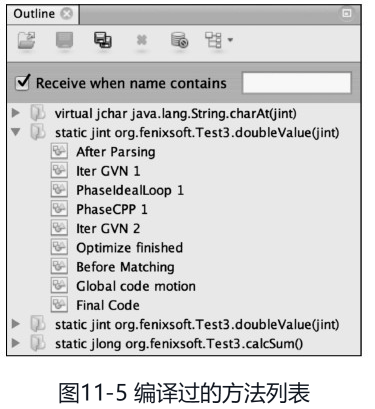 Outline
Receive when name contains
virtual jchar java.lang.String.charAt(jint)
static jint org.fenixsoft.Test3.doubleValue(jint)
After Parsing
Iter GVN 1
PhaseIdealLoop 1
PhaseCPP 1
Iter GVN 2
Optimize finished
Before Matching
Global code motion
Final Code
static jint org.fenixsoft.Test3.doubleValue(jint)
static jlong org.fenixsoft.Test3.calcSum()
图11-5 编译过的方法列表